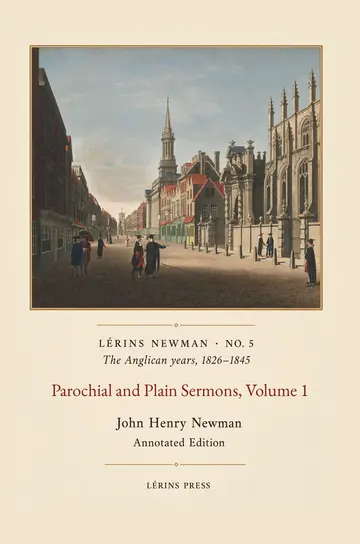 LÉRINS NEWMAN · NO. 5
The Anglican years, 1826–1845
Parochial and Plain Sermons, Volume 1
John Henry Newman
Annotated Edition
LÉRINS PRESS